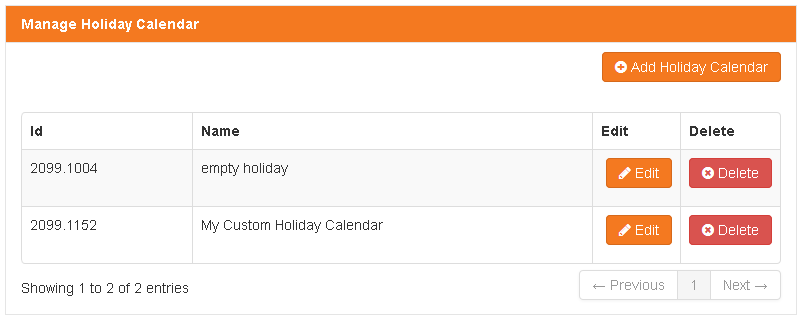 Manage Holiday Calendar
Add Holiday Calendar
Id Name Edit Delete
2099.1004 empty holiday Edit Delete
2099.1152 My Custom Holiday Calendar Edit Delete
Showing 1 to 2 of 2 entries ← Previous 1 Next →